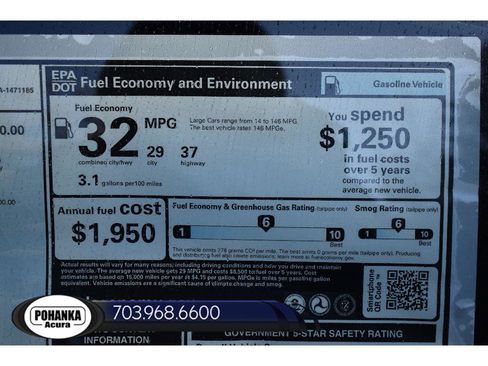 A-1471185
EPA
DOT
Fuel Economy and Environment
Gasoline Vehicle
Fuel Economy
32 MPG
combined city/hwy
29
city
37
highway
Large Cars range from 14 to 146 MPG.
The best vehicle rates 146 MPGe.
3.1 gallons per 100 miles
You spend
$1,250
in fuel costs
over 5 years
compared to the
average new vehicle.
Annual fuel cost
$1,950
Fuel Economy & Greenhouse Gas Rating (tailpipe only)
1
6
10
Best
Smog Rating (tailpipe only)
1
6
10
Best
This vehicle emits 278 grams CO2 per mile. The best emits 0 grams per mile (tailpipe only). Producing
and distributing fuel also create emissions; learn more at fueleconomy.gov.
Actual results will vary for many reasons, including driving conditions and how you drive and maintain
your vehicle. The average new vehicle gets 29 MPG and costs $8,500 to fuel over 5 years. Cost
estimates are based on 15,000 miles per year at $4.15 per gallon. MPGe is miles per gasoline gallon
equivalent. Vehicle emissions are a significant cause of climate change and smog.
Smartphone
QR Code
POHANKA
Acura
703.968.6600
INFORMATION
GOVERNMENT 5-STAR SAFETY RATING